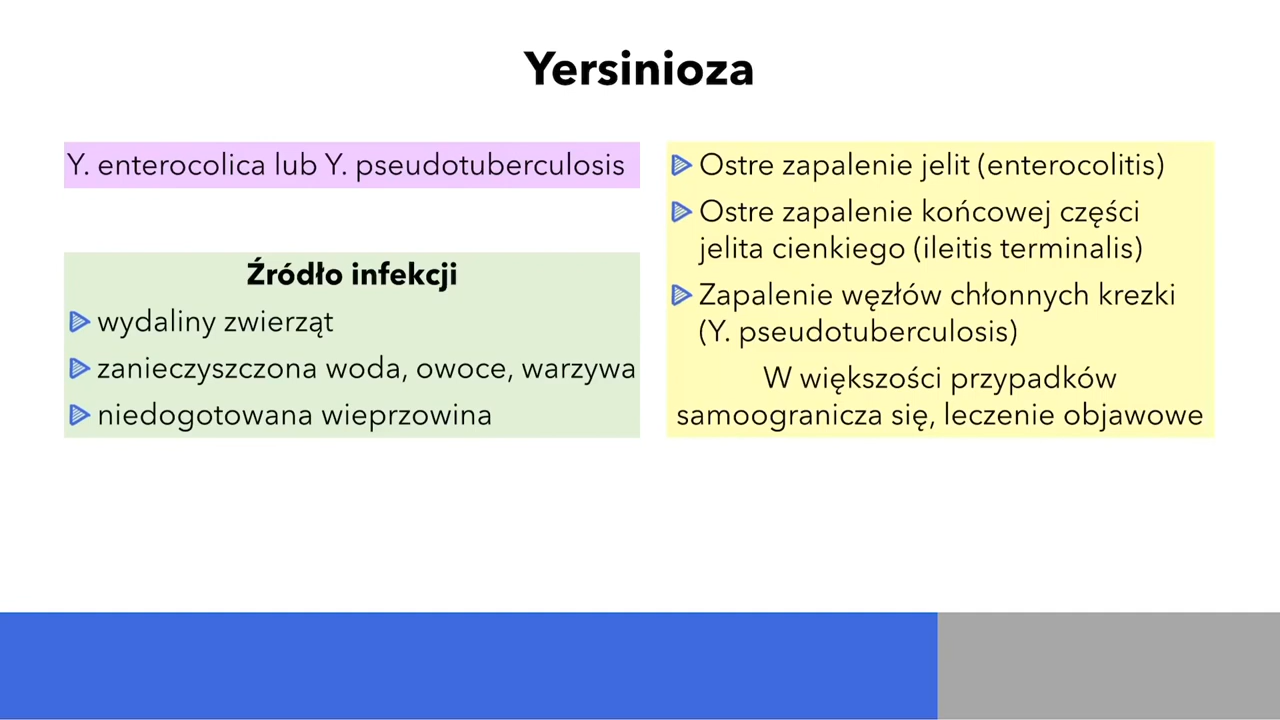 Yersinioza
Y. enterocolica lub Y. pseudotuberculosis
Źródło infekcji
wydaliny zwierząt
zanieczyszczona woda, owoce, warzywa
niedogotowana wieprzowina
Ostre zapalenie jelit (enterocolitis)
Ostre zapalenie końcowej części
jelita cienkiego (ileitis terminalis)
Zapalenie węzłów chłonnych krezki
(Y. pseudotuberculosis)
W większości przypadków
samoogranicza się, leczenie objawowe